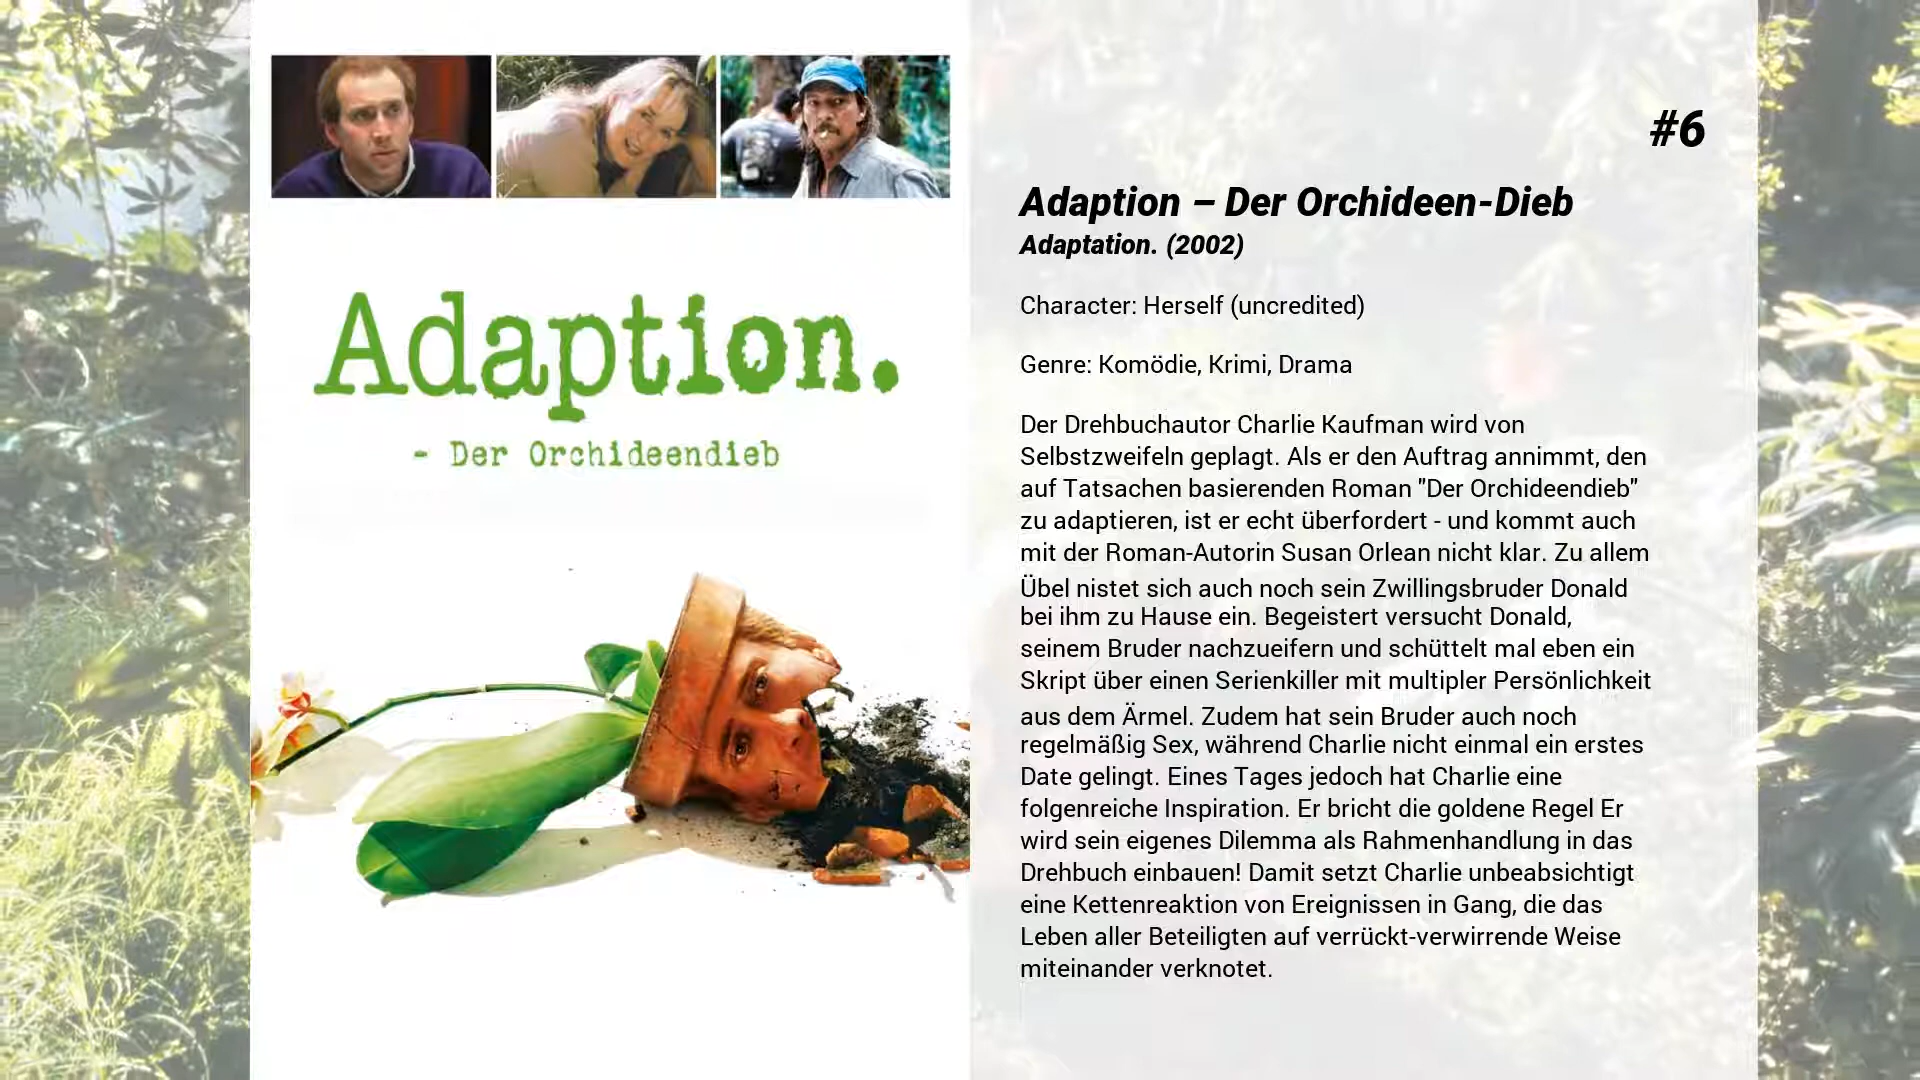 Adaption.
- Der Orchideendieb
#6
Adaption – Der Orchideen-Dieb
Adaptation. (2002)
Character: Herself (uncredited)
Genre: Komödie, Krimi, Drama
Der Drehbuchautor Charlie Kaufman wird von
Selbstzweifeln geplagt. Als er den Auftrag annimmt, den
auf Tatsachen basierenden Roman "Der Orchideendieb"
zu adaptieren, ist er echt überfordert - und kommt auch
mit der Roman-Autorin Susan Orlean nicht klar. Zu allem
Übel nistet sich auch noch sein Zwillingsbruder Donald
bei ihm zu Hause ein. Begeistert versucht Donald,
seinem Bruder nachzueifern und schüttelt mal eben ein
Skript über einen Serienkiller mit multipler Persönlichkeit
aus dem Ärmel. Zudem hat sein Bruder auch noch
regelmäßig Sex, während Charlie nicht einmal ein erstes
Date gelingt. Eines Tages jedoch hat Charlie eine
folgenreiche Inspiration. Er bricht die goldene Regel Er
wird sein eigenes Dilemma als Rahmenhandlung in das
Drehbuch einbauen! Damit setzt Charlie unbeabsichtigt
eine Kettenreaktion von Ereignissen in Gang, die das
Leben aller Beteiligten auf verrückt-verwirrende Weise
miteinander verknotet.